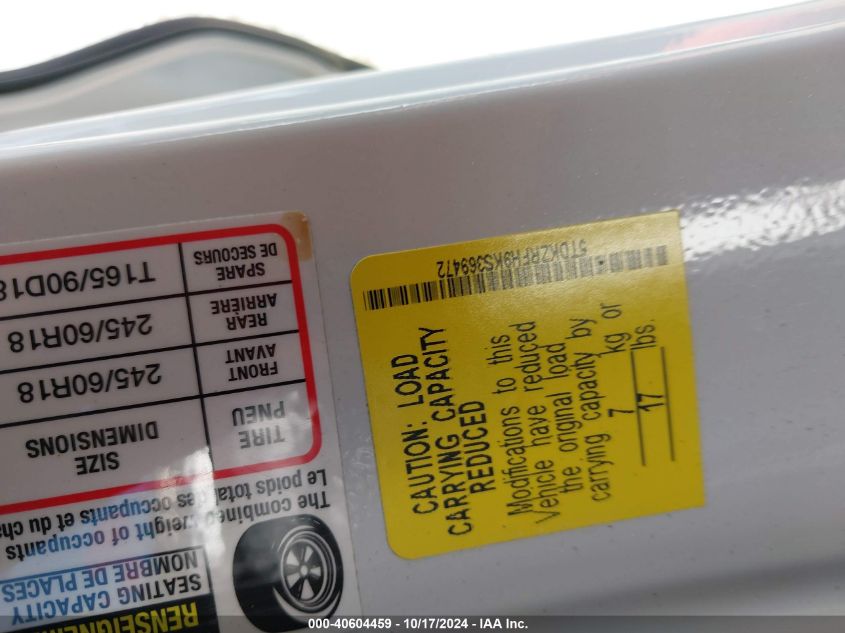 5TDKZRFH9KS369472
CAUTION: LOAD
CARRYING CAPACITY
REDUCED
Modifications to this
Vehicle have reduced
the original load
carrying capacity by
7 kg or
17 lbs.
SEATING CAPACITY
NOMBRE DE PLACES
The combined weight of occupants
Le poids total des occupants et du
TIRE
PNEU
SIZE
DIMENSIONS
FRONT
AVANT
245/60R18
REAR
ARRIÈRE
245/60R18
SPARE
DE SECOURS
T165/90D18
000-40604459 - 10/17/2024 - IAA Inc.